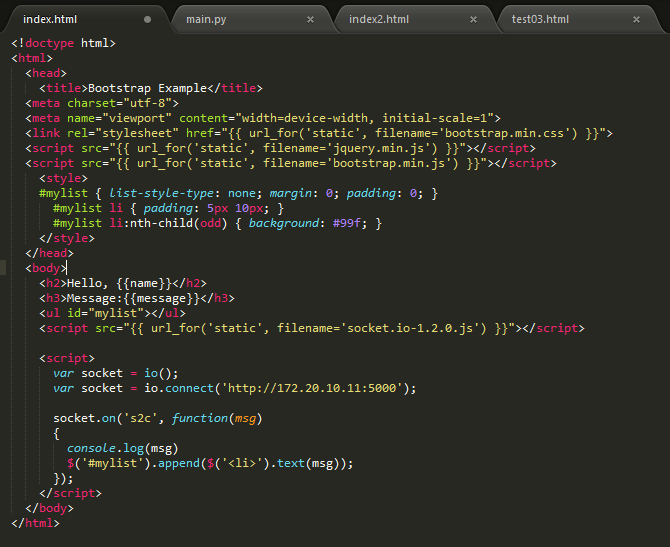 index.html
main.py
index2.html
test03.html
<!doctype html>
<html>
<head>
<title>Bootstrap Example</title>
<meta charset="utf-8">
<meta name="viewport" content="width=device-width, initial-scale=1">
<link rel="stylesheet" href="{{ url_for('static', filename='bootstrap.min.css') }}">
<script src="{{ url_for('static', filename='jquery.min.js') }}"></script>
<script src="{{ url_for('static', filename='bootstrap.min.js') }}"></script>
<style>
#mylist { list-style-type: none; margin: 0; padding: 0; }
#mylist li { padding: 5px 10px; }
#mylist li:nth-child(odd) { background: #99f; }
</style>
</head>
<body>
<h2>Hello, {{name}}</h2>
<h3>Message:{{message}}</h3>
<ul id="mylist"></ul>
<script src="{{ url_for('static', filename='socket.io-1.2.0.js') }}"></script>
<script>
var socket = io();
var socket = io.connect('http://172.20.10.11:5000');
socket.on('s2c', function(msg)
{
console.log(msg)
$('#mylist').append($('<li>').text(msg));
});
</script>
</body>
</html>